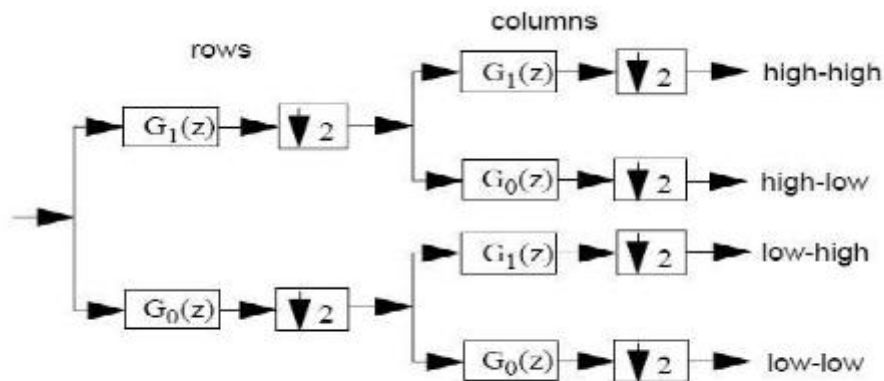 columns
rows
G₁(z) 2 high-high
G₁(z) 2
G₀(z) 2 high-low
G₁(z) 2 low-high
G₀(z) 2
G₀(z) 2 low-low